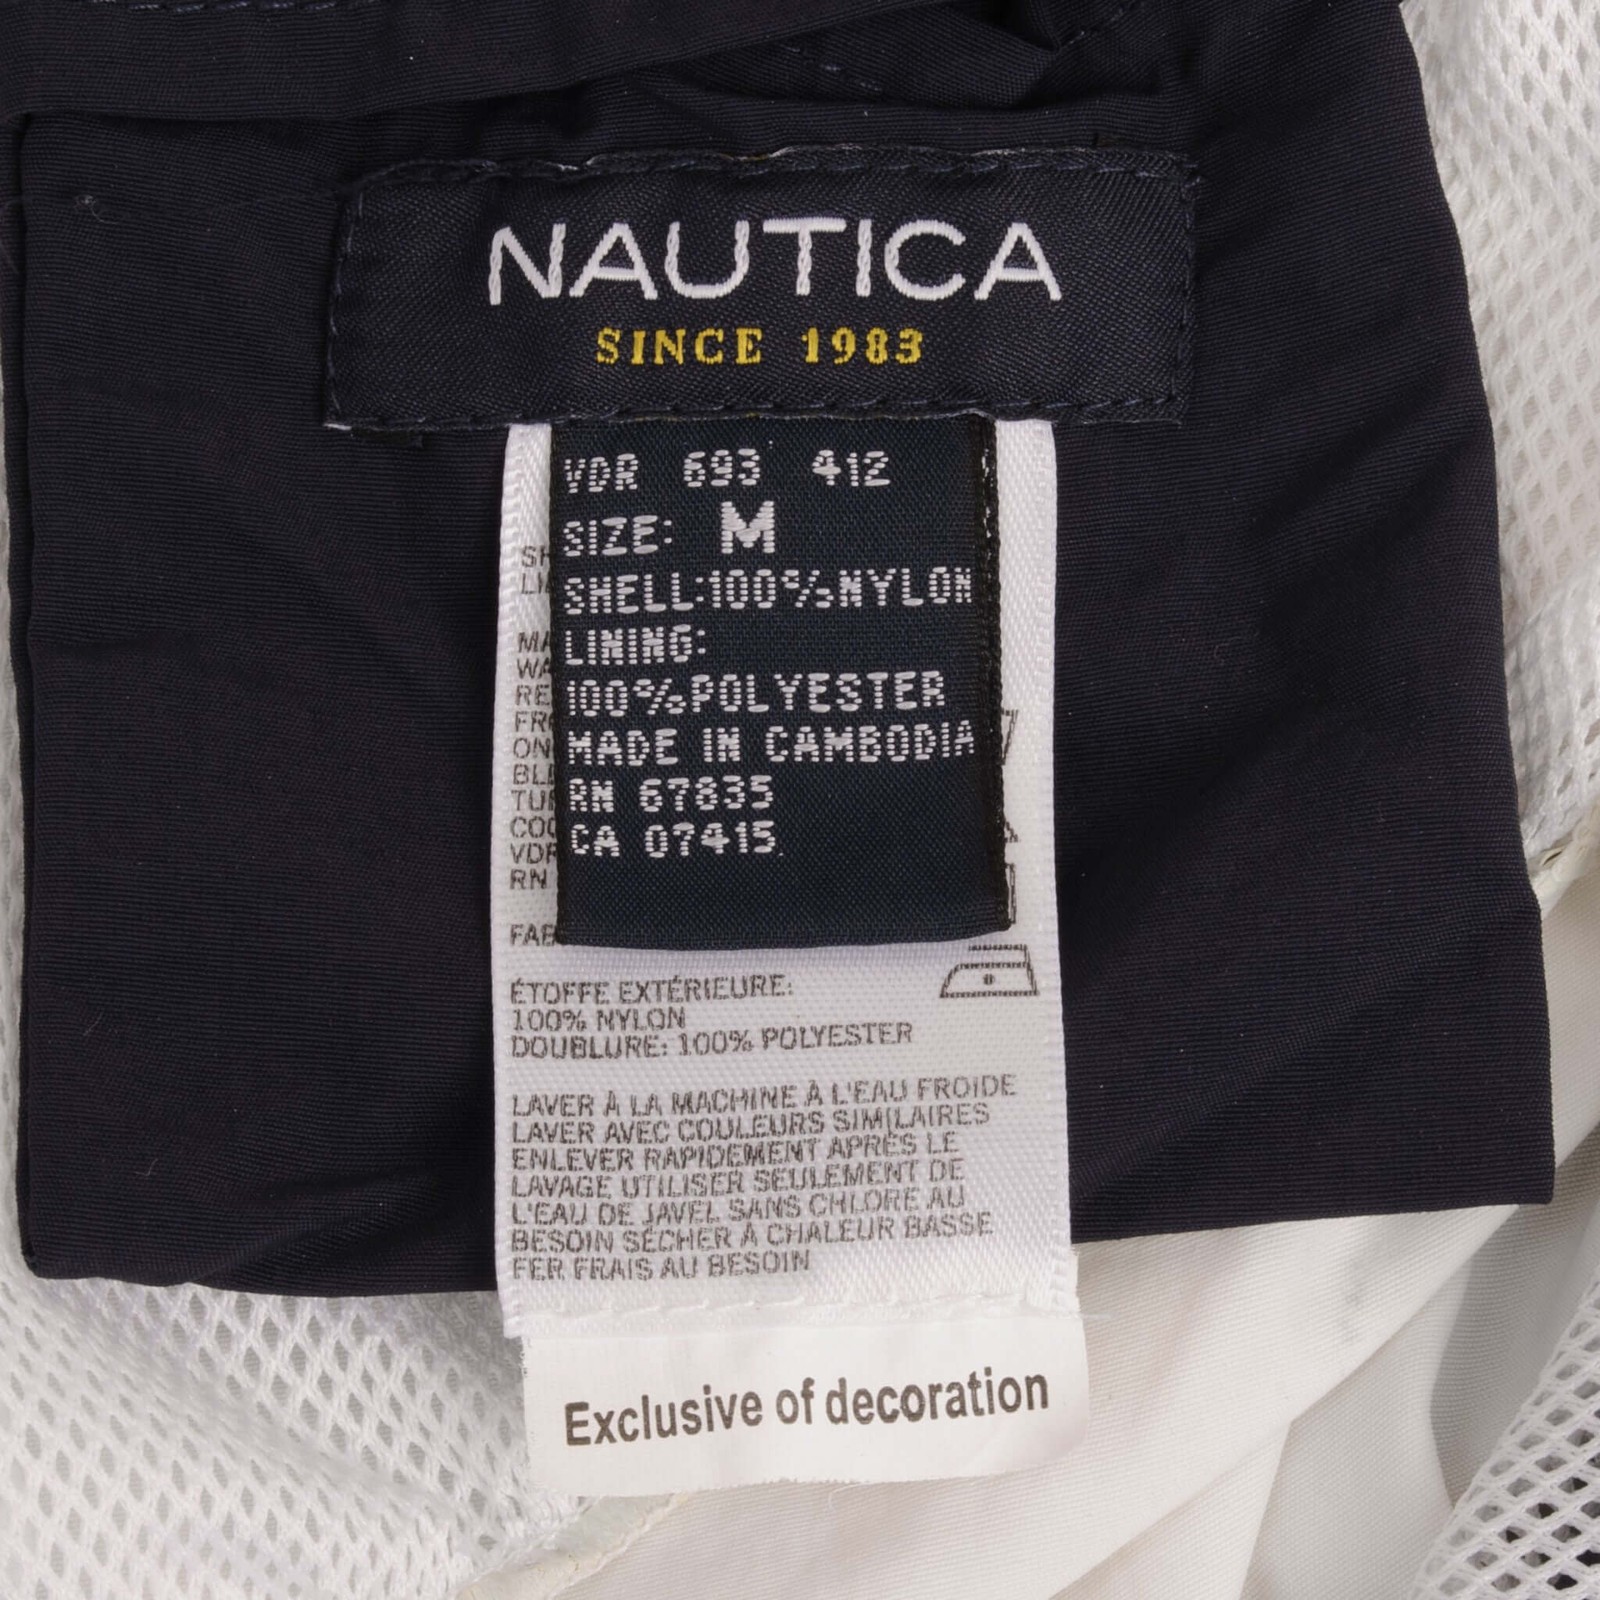 NAUTICA
SINCE 1983
VDR 693 412
SIZE: M
SHELL:100%NYLON
LINING:
100%POLYESTER
MADE IN CAMBODIA
RN 67835
CA 07415
RN
ÉTOFFE EXTÉRIEURE:
100% NYLON
DOUBLURE: 100% POLYESTER
LAVER À LA MACHINE À L'EAU FROIDE
LAVER AVEC COULEURS SIMILAIRES
ENLEVER RAPIDEMENT APRÈS LE
LAVAGE UTILISER SEULEMENT DE
L'EAU DE JAVEL SANS CHLORE AU
BESOIN SÉCHER À CHALEUR BASSE
FER FRAIS AU BESOIN
Exclusive of decoration